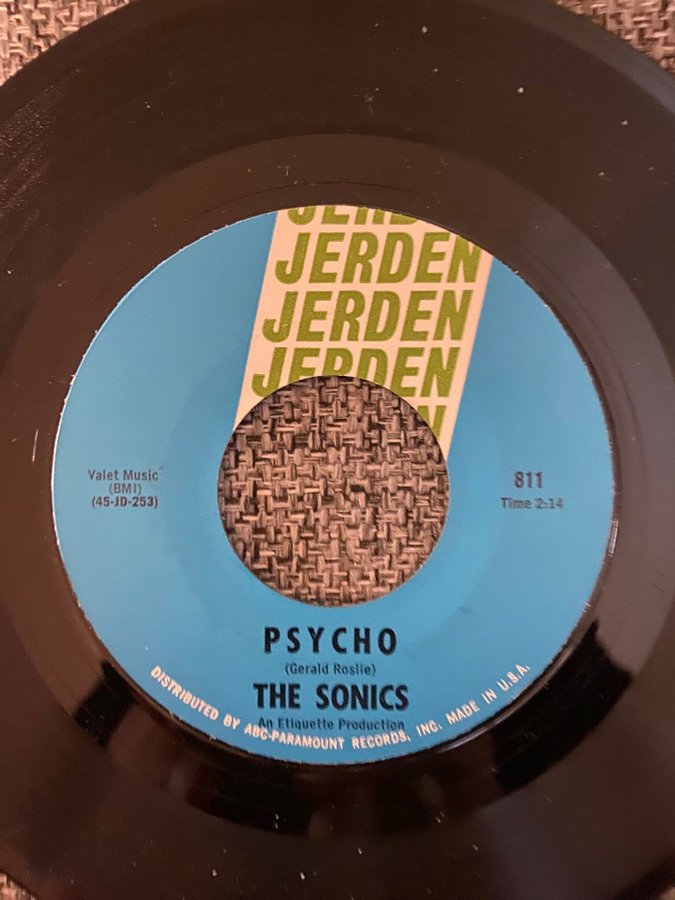 JERDEN
JERDEN
JERDEN
JERDEN
Valet Music
(BMI)
(45-JD-253)
811
Time 2:14
PSYCHO
(Gerald Roslie)
THE SONICS
An Etiquette Production
DISTRIBUTED BY ABC-PARAMOUNT RECORDS, INC. MADE IN U.S.A.